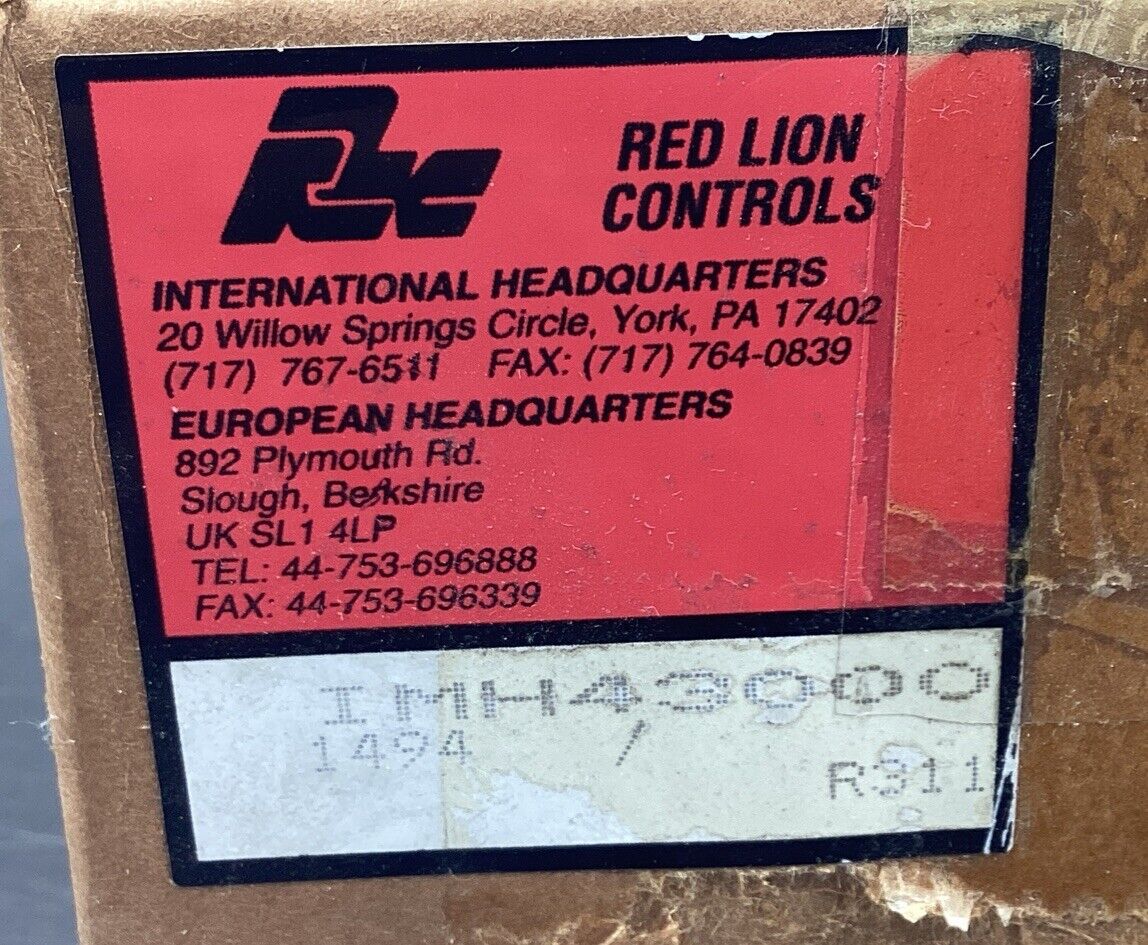 RLC
RED LION
CONTROLS
INTERNATIONAL HEADQUARTERS
20 Willow Springs Circle, York, PA 17402
(717) 767-6511 FAX: (717) 764-0839
EUROPEAN HEADQUARTERS
892 Plymouth Rd.
Slough, Berkshire
UK SL1 4LP
TEL: 44-753-696888
FAX: 44-753-696339
IMH43000
1494 / R311